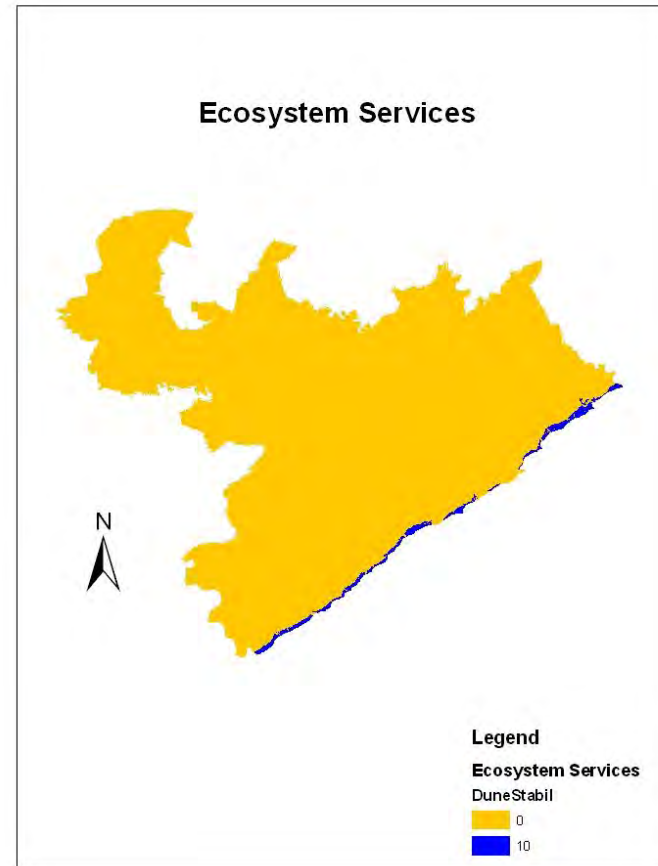 Ecosystem Services
N
Legend
Ecosystem Services
DuneStabil
0
10